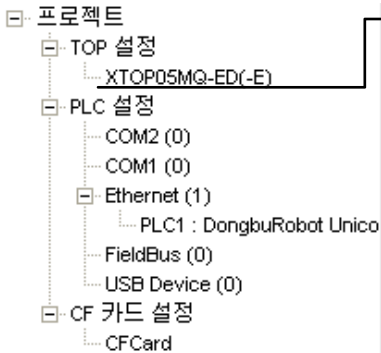 프로젝트
TOP 설정
XTOP05MQ-ED(-E)
PLC 설정
COM2 (0)
COM1 (0)
Ethernet (1)
PLC1 : DongbuRobot Unico
FieldBus (0)
USB Device (0)
CF 카드 설정
CFCard